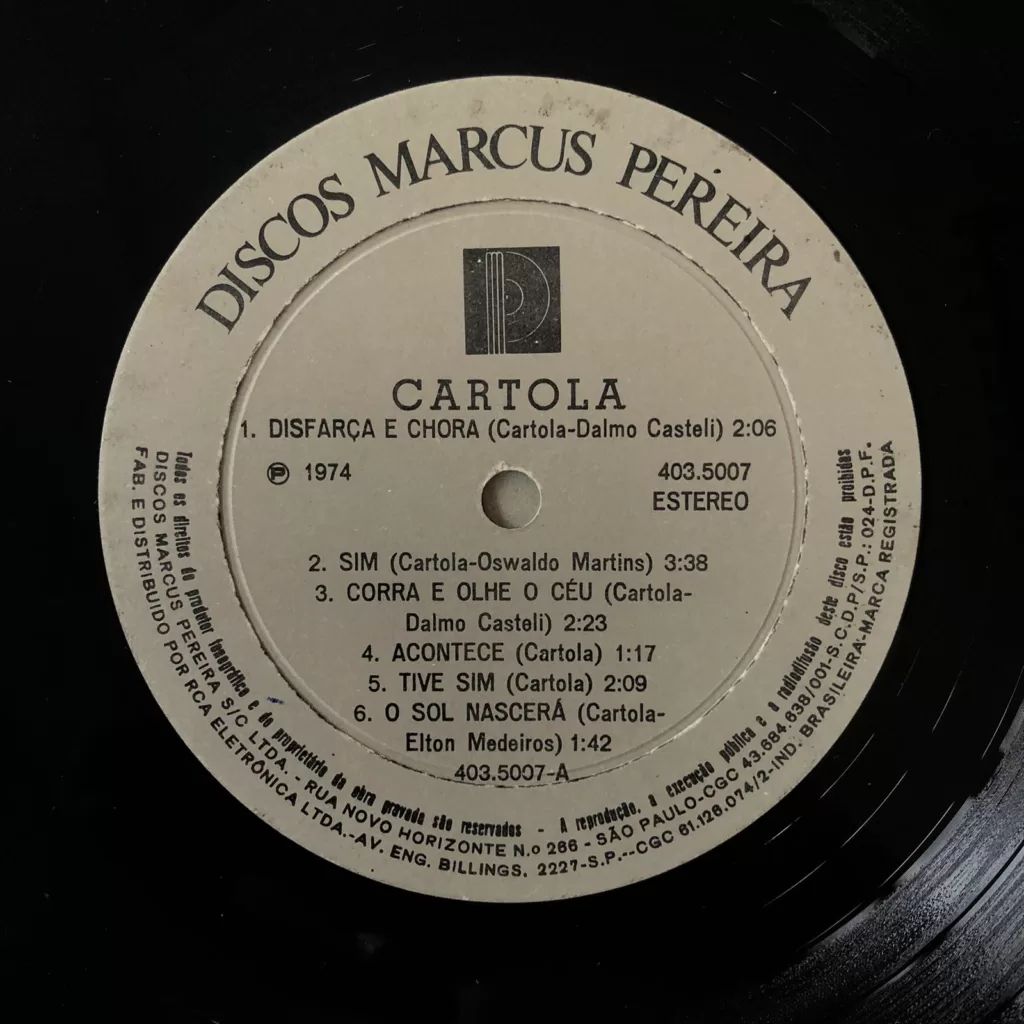 DISCOS MARCUS PEREIRA
CARTOLA
1. DISFARÇA E CHORA (Cartola-Dalmo Casteli) 2:06
℗ 1974
403.5007
ESTEREO
2. SIM (Cartola-Oswaldo Martins) 3:38
3. CORRA E OLHE O CÉU (Cartola-
Dalmo Casteli) 2:23
4. ACONTECE (Cartola) 1:17
5. TIVE SIM (Cartola) 2:09
6. O SOL NASCERÁ (Cartola-
Elton Medeiros) 1:42
403.5007-A
Todos os direitos do produtor fonográfico e do proprietário da obra gravada são reservados - A reprodução, a execução pública e a radiodifusão deste disco estão proibidas
DISCOS MARCUS PEREIRA S/C LTDA. - RUA NOVO HORIZONTE N.o 266 - SÃO PAULO-CGC 43.684.638/001-S.C.D.P/S.P.: 024-D.P.F.
FAB. E DISTRIBUIDO POR RCA ELETRÔNICA LTDA.-AV. ENG. BILLINGS, 2227-S.P.--CGC 61.126.074/2-IND. BRASILEIRA-MARCA REGISTRADA